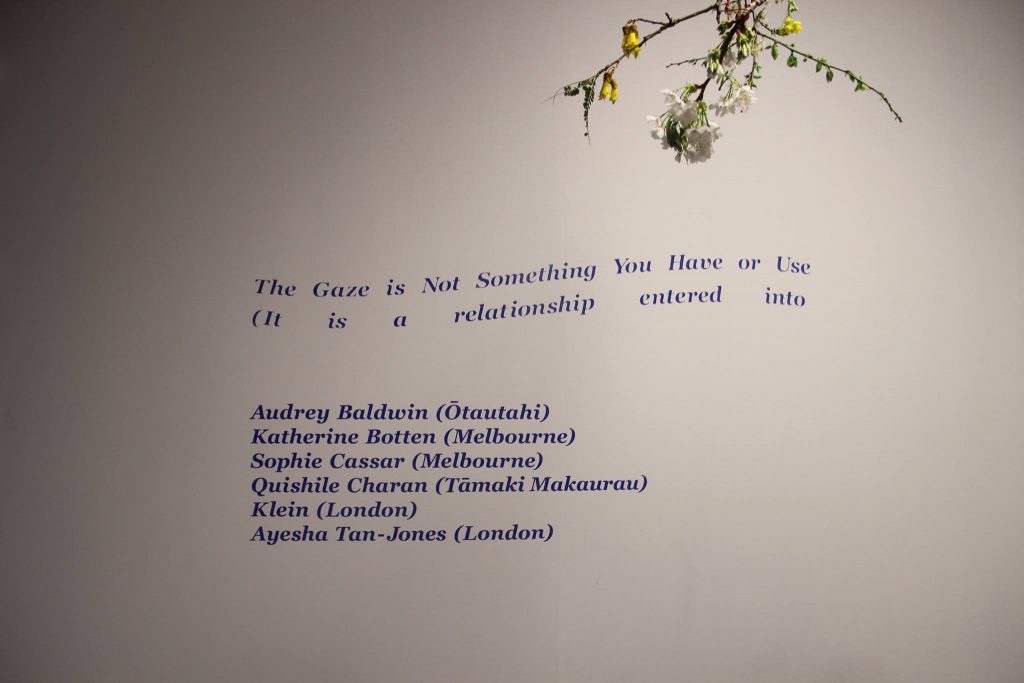 The Gaze is Not Something You Have or Use
(It is a relationship entered into
Audrey Baldwin (Ōtautahi)
Katherine Botten (Melbourne)
Sophie Cassar (Melbourne)
Quishile Charan (Tāmaki Makaurau)
Klein (London)
Ayesha Tan-Jones (London)